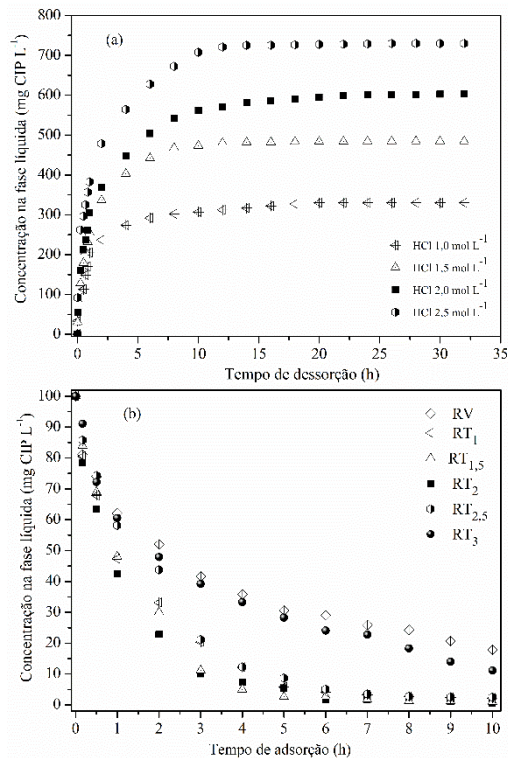 800
700
600
500
400
300
200
100
0
Concentração na fase líquida (mg CIP L⁻¹)
(a)
HCl 1,0 mol L⁻¹
HCl 1,5 mol L⁻¹
HCl 2,0 mol L⁻¹
HCl 2,5 mol L⁻¹
0 5 10 15 20 25 30 35
Tempo de dessorção (h)
100
90
80
70
60
50
40
30
20
10
0
Concentração na fase líquida (mg CIP L⁻¹)
(b)
RV
RT₁
RT₁,₅
RT₂
RT₂,₅
RT₃
0 1 2 3 4 5 6 7 8 9 10
Tempo de adsorção (h)